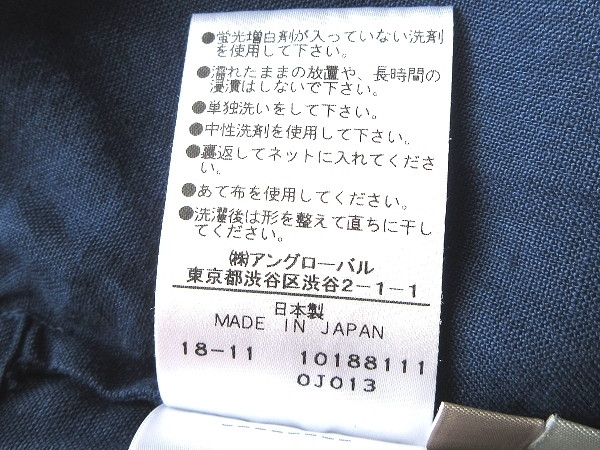 ●蛍光増白剤が入っていない洗剤
を使用して下さい。
●濡れたままの放置や、長時間の
浸漬はしないで下さい。
●単独洗いをして下さい。
●中性洗剤を使用して下さい。
●裏返してネットに入れてくださ
い。
●あて布を使用してください。
●洗濯後は形を整えて直ちに干し
てください。
㈱アングローバル
東京都渋谷区渋谷2-1-1
日本製
MADE IN JAPAN
18-11 10188111
0J013